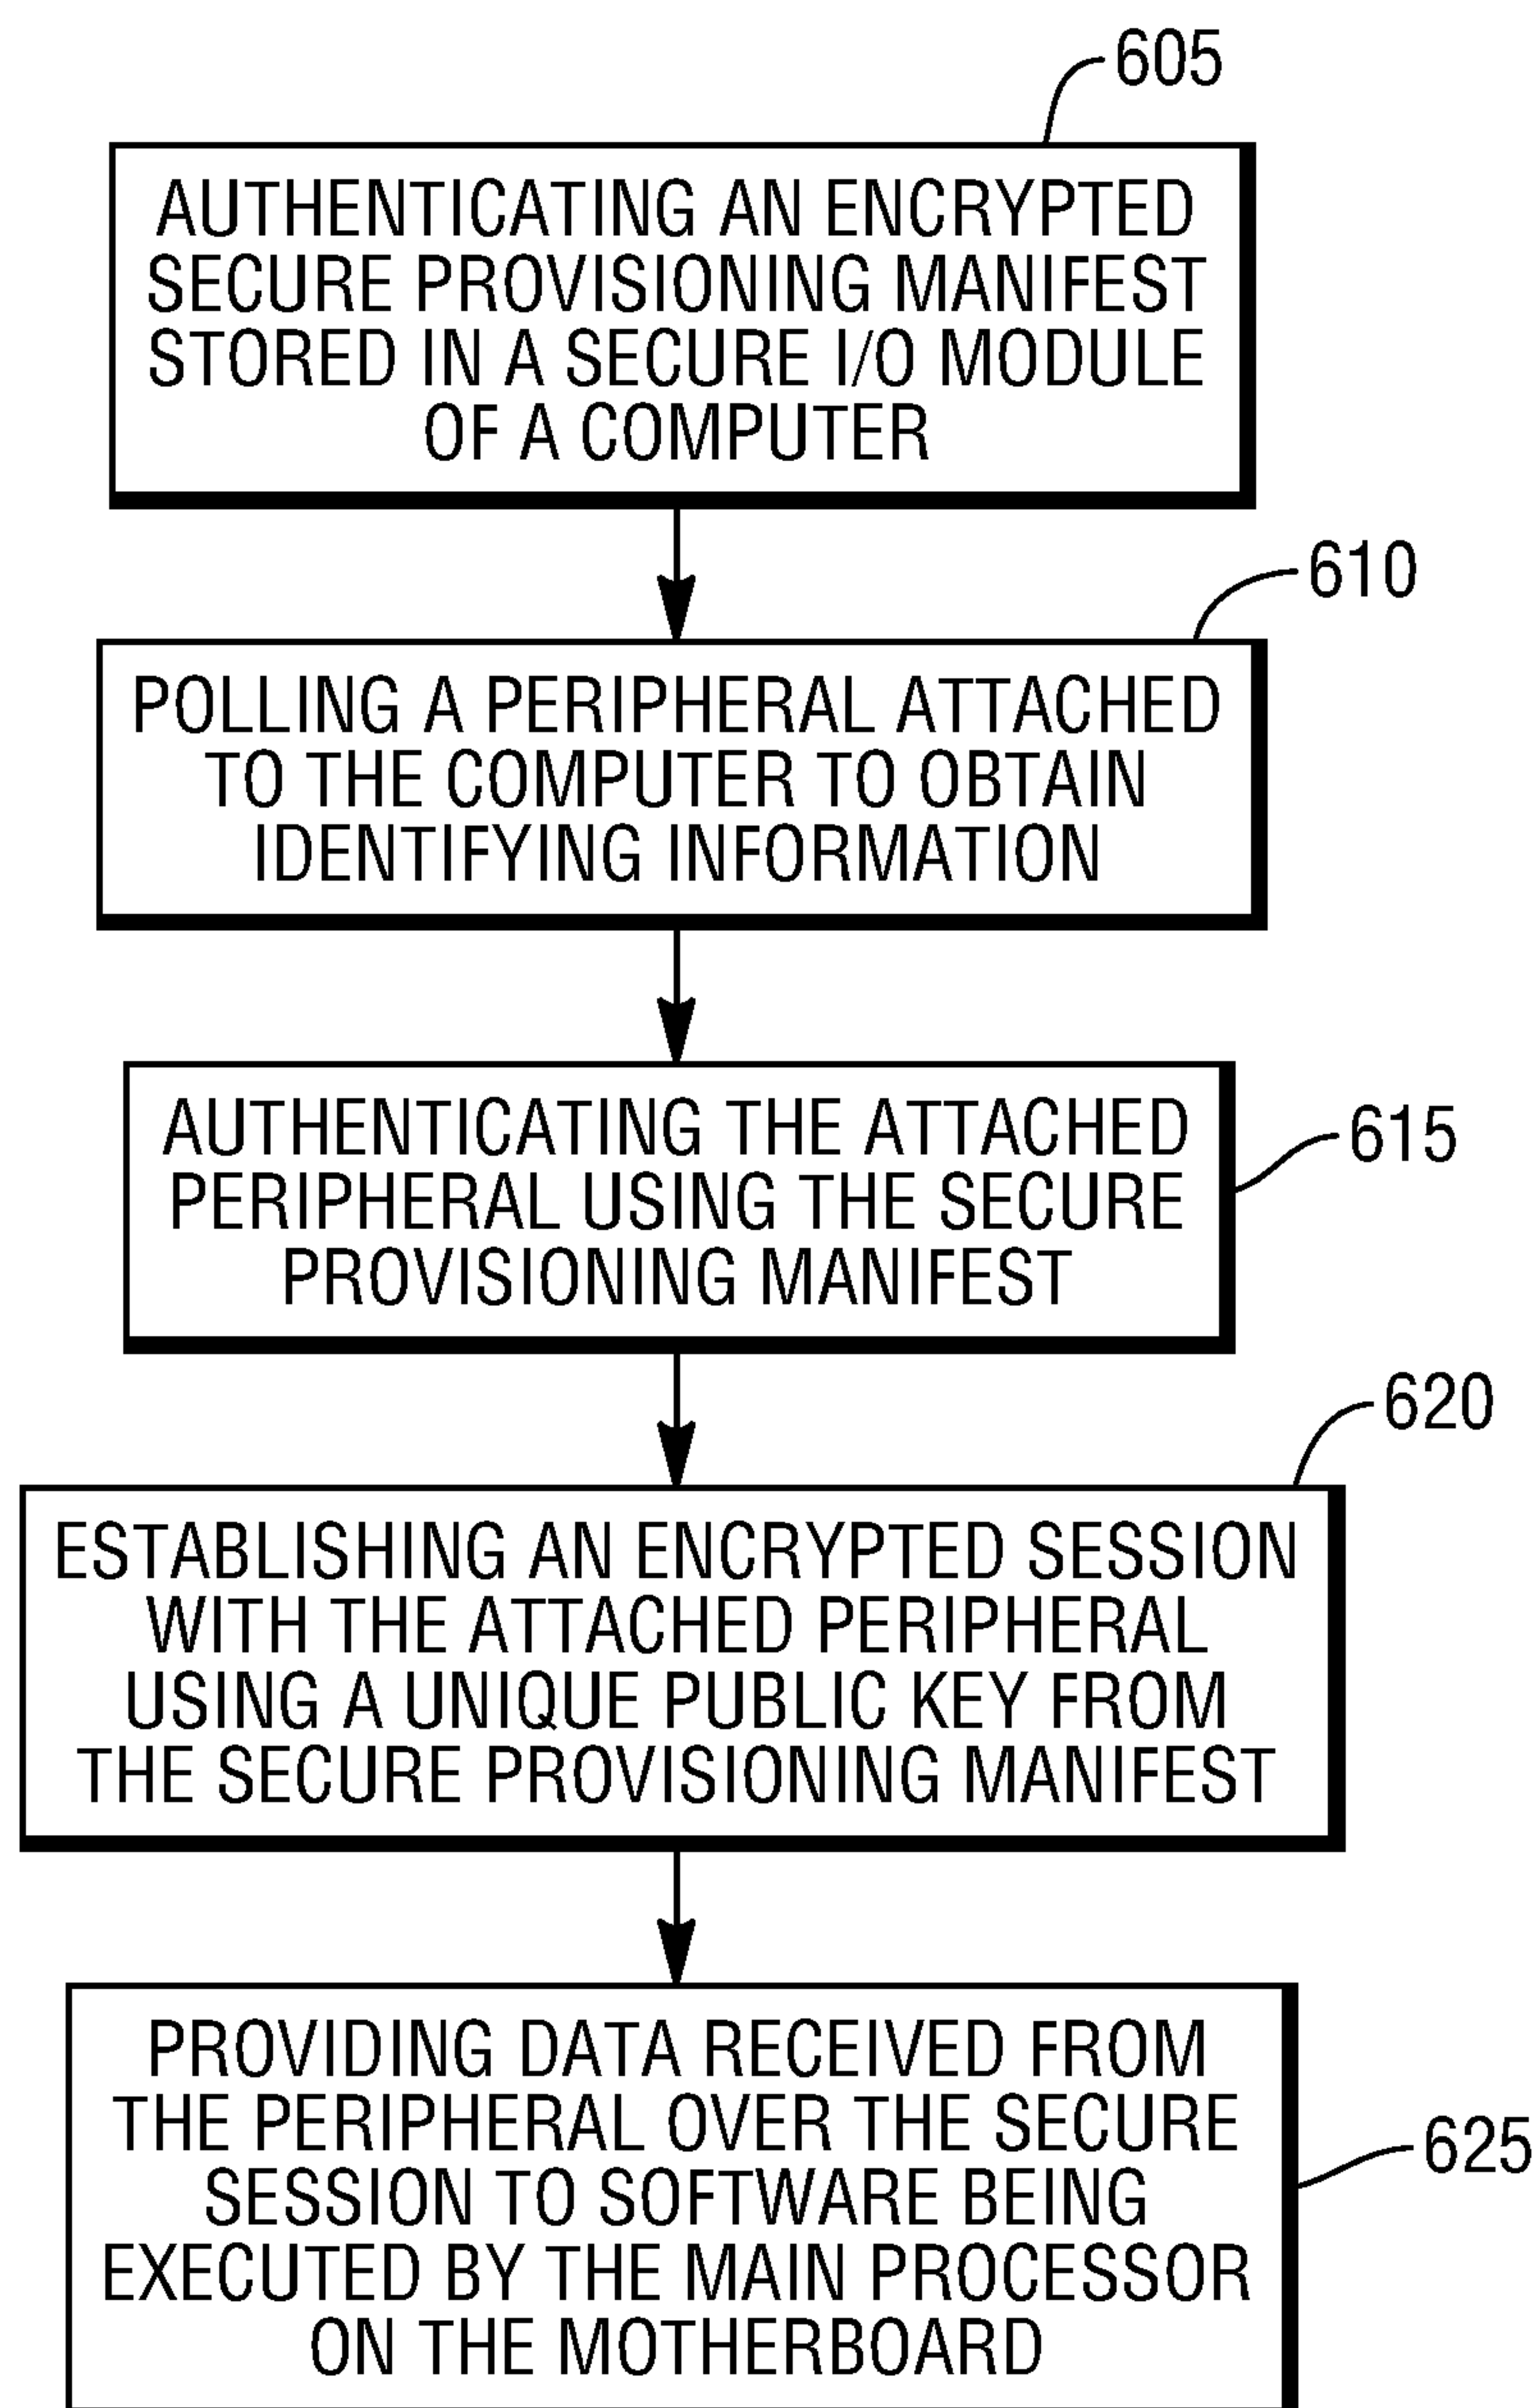 605
AUTHENTICATING AN ENCRYPTED
SECURE PROVISIONING MANIFEST
STORED IN A SECURE I/O MODULE
OF A COMPUTER
610
POLLING A PERIPHERAL ATTACHED
TO THE COMPUTER TO OBTAIN
IDENTIFYING INFORMATION
AUTHENTICATING THE ATTACHED
PERIPHERAL USING THE SECURE
PROVISIONING MANIFEST
615
620
ESTABLISHING AN ENCRYPTED SESSION
WITH THE ATTACHED PERIPHERAL
USING A UNIQUE PUBLIC KEY FROM
THE SECURE PROVISIONING MANIFEST
PROVIDING DATA RECEIVED FROM
THE PERIPHERAL OVER THE SECURE
SESSION TO SOFTWARE BEING
EXECUTED BY THE MAIN PROCESSOR
ON THE MOTHERBOARD
625